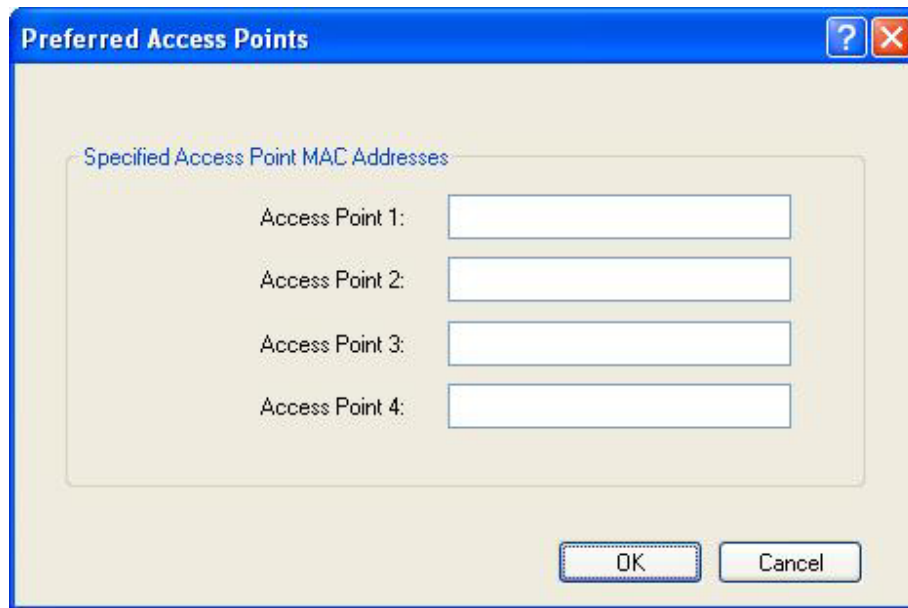 Preferred Access Points
?
Specified Access Point MAC Addresses
Access Point 1:
Access Point 2:
Access Point 3:
Access Point 4:
OK
Cancel